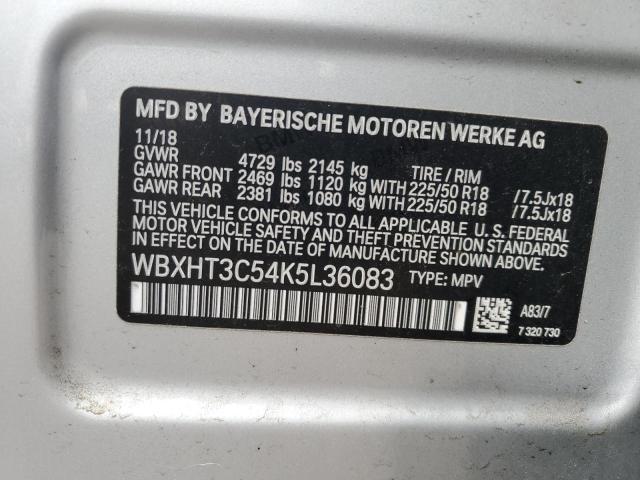 MFD BY BAYERISCHE MOTOREN WERKE AG
11/18
GVWR 4729 lbs 2145 kg TIRE / RIM
GAWR FRONT 2469 lbs 1120 kg WITH 225/50 R18 /7.5Jx18
GAWR REAR 2381 lbs 1080 kg WITH 225/50 R18 /7.5Jx18
THIS VEHICLE CONFORMS TO ALL APPLICABLE U. S. FEDERAL
MOTOR VEHICLE SAFETY AND THEFT PREVENTION STANDARDS
IN EFFECT ON THE DATE OF MANUFACTURE SHOWN ABOVE.
WBXHT3C54K5L36083 TYPE: MPV
A83/7
7 320 730